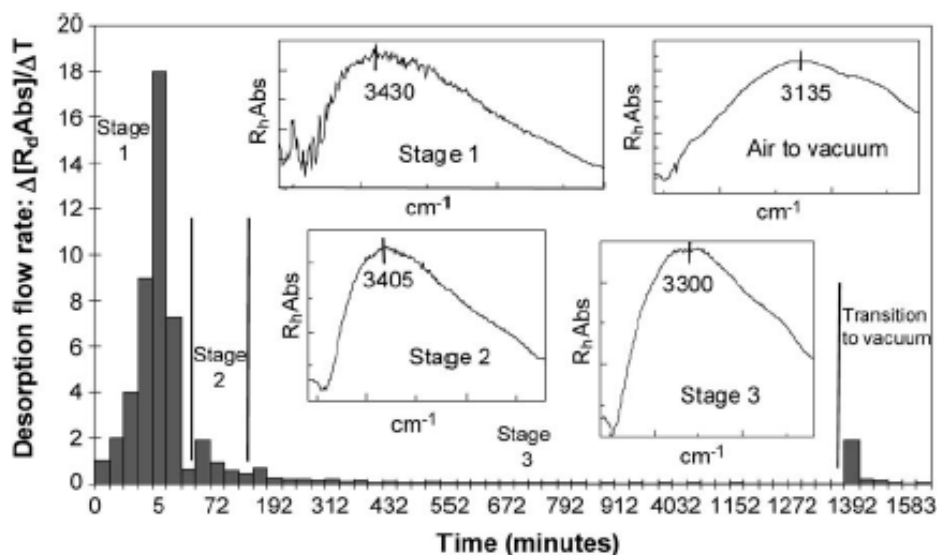 Desorption flow rate: Δ[RdAbs]/ΔT
20
18
16
14
12
10
8
6
4
2
0
Stage
1
Stage
2
Stage
3
RhAbs
3430
Stage 1
cm-1
RhAbs
3135
Air to vacuum
cm-1
RhAbs
3405
Stage 2
cm-1
RhAbs
3300
Stage 3
cm-1
Transition
to vacuum
0 5 72 192 312 432 552 672 792 912 4032 1152 1272 1392 1583
Time (minutes)